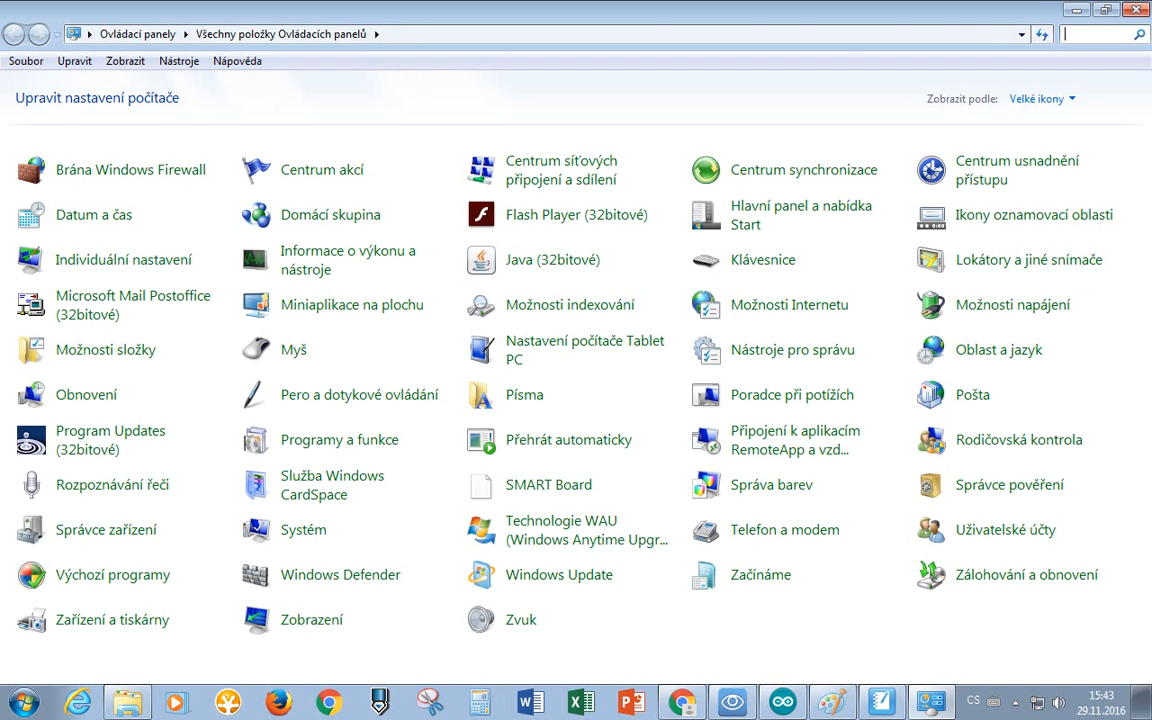 Ovládací panely
Všechny položky Ovládacích panelů
Soubor Upravit Zobrazit Nástroje Nápověda
Upravit nastavení počítače
Zobrazit podle: Velké ikony
Brána Windows Firewall
Centrum akcí
Centrum síťových
připojení a sdílení
Centrum synchronizace
Centrum usnadnění
přístupu
Datum a čas
Domácí skupina
Flash Player (32bitové)
Hlavní panel a nabídka
Start
Ikony oznamovací oblasti
Individuální nastavení
Informace o výkonu a
nástroje
Java (32bitové)
Klávesnice
Lokátory a jiné snímače
Microsoft Mail Postoffice
(32bitové)
Miniaplikace na plochu
Možnosti indexování
Možnosti Internetu
Možnosti napájení
Možnosti složky
Myš
Nastavení počítače Tablet
PC
Nástroje pro správu
Oblast a jazyk
Obnovení
Pero a dotykové ovládání
Písma
Poradce při potížích
Pošta
Program Updates
(32bitové)
Programy a funkce
Přehrát automaticky
Připojení k aplikacím
RemoteApp a vzd...
Rodičovská kontrola
Rozpoznávání řeči
Služba Windows
CardSpace
SMART Board
Správa barev
Správce pověření
Správce zařízení
Systém
Technologie WAU
(Windows Anytime Upgr...
Telefon a modem
Uživatelské účty
Výchozí programy
Windows Defender
Windows Update
Začínáme
Zálohování a obnovení
Zařízení a tiskárny
Zobrazení
Zvuk
CS
15:43
29.11.2016